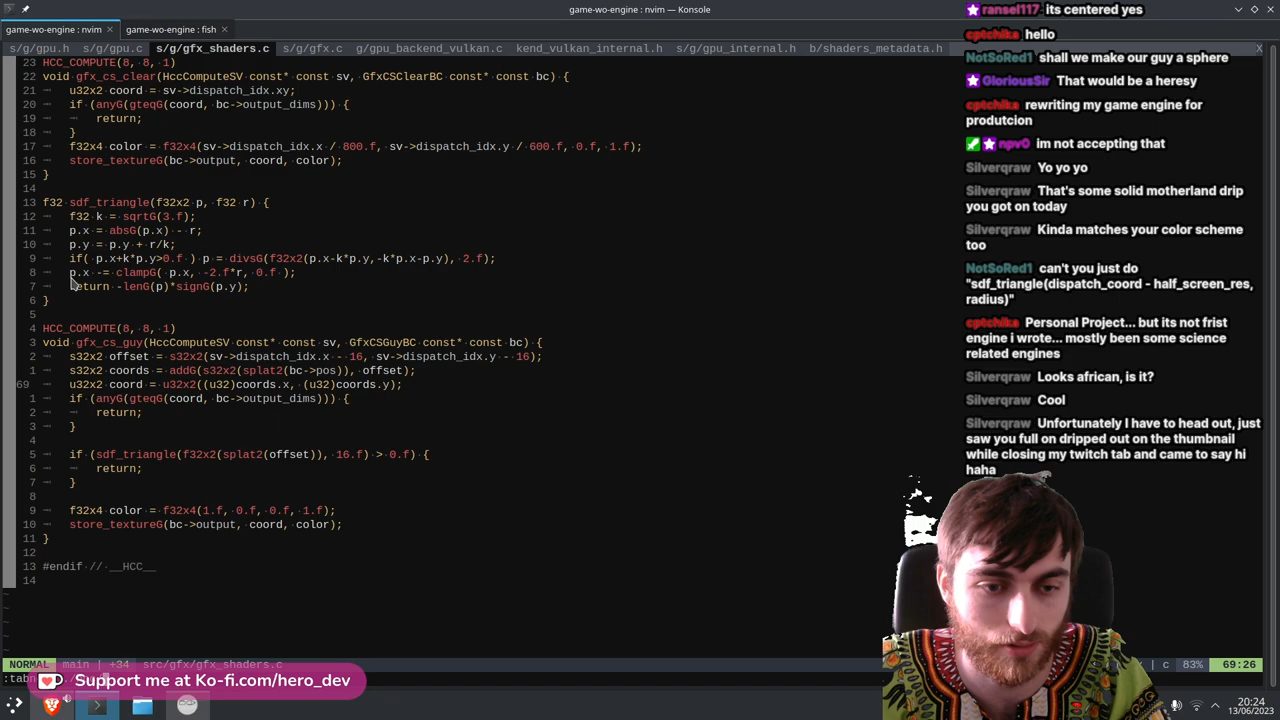 game-wo-engine : nvim — Konsole
game-wo-engine : nvim
game-wo-engine : fish
s/g/gpu.h s/g/gpu.c s/g/gfx_shaders.c s/g/gfx.c g/gpu_backend_vulkan.c keng_vulkan_internal.h s/g/gpu_internal.h b/shaders_metadata.h X
23 HCC_COMPUTE(8, 8, 1)
22 void gfx_cs_clear(HccComputeSV const* const sv, GfxCSClearBC const* const bc) {
21 u32x2 coord = sv->dispatch_idx.xy;
20 if (anyG(gteqG(coord, bc->output_dims))) {
19 return;
18 }
17 f32x4 color = f32x4(sv->dispatch_idx.x / 800.f, sv->dispatch_idx.y / 600.f, 0.f, 1.f);
16 store_textureG(bc->output, coord, color);
15 }
14
13 f32 sdf_triangle(f32x2 p, f32 r) {
12 f32 k = sqrtG(3.f);
11 p.x = absG(p.x) - r;
10 p.y = p.y + r/k;
9 if( p.x+k*p.y>0.f ) p = divsG(f32x2(p.x-k*p.y,-k*p.x-p.y), 2.f);
8 p.x -= clampG( p.x, -2.f*r, 0.f );
7 return -lenG(p)*signG(p.y);
6 }
5
4 HCC_COMPUTE(8, 8, 1)
3 void gfx_cs_guy(HccComputeSV const* const sv, GfxCSGuyBC const* const bc) {
2 s32x2 offset = s32x2(sv->dispatch_idx.x - 16, sv->dispatch_idx.y - 16);
1 s32x2 coords = addG(s32x2(splat2(bc->pos)), offset);
69 u32x2 coord = u32x2((u32)coords.x, (u32)coords.y);
1 if (anyG(gteqG(coord, bc->output_dims))) {
2 return;
3 }
4
5 if (sdf_triangle(f32x2(splat2(offset)), 16.f) > 0.f) {
6 return;
7 }
8
9 f32x4 color = f32x4(1.f, 0.f, 0.f, 1.f);
10 store_textureG(bc->output, coord, color);
11 }
12
13 #endif // __HCC__
14
~
~
~
~
~
NORMAL main | +34 src/gfx/gfx_shaders.c | c 83% 69:26
:tabn
Support me at Ko-fi.com/hero_dev
20:24
13/06/2023
ransel117 its centered yes
cptchika hello
NotSoRed1 shall we make our guy a sphere
GloriousSir That would be a heresy
cptchika rewriting my game engine for
produtcion
npv0 im not accepting that
Silverqraw Yo yo yo
Silverqraw That's some solid motherland drip
you got on today
Silverqraw Kinda matches your color scheme
too
NotSoRed1 can't you just do
"sdf_triangle(dispatch_coord - half_screen_res,
radius)"
cptchika Personal Project... but its not frist
engine i wrote... mostly been some science
related engines
Silverqraw Looks african, is it?
Silverqraw Cool
Silverqraw Unfortunately I have to head out, just
saw you full on dripped out on the thumbnail
while closing my twitch tab and came to say hi
haha